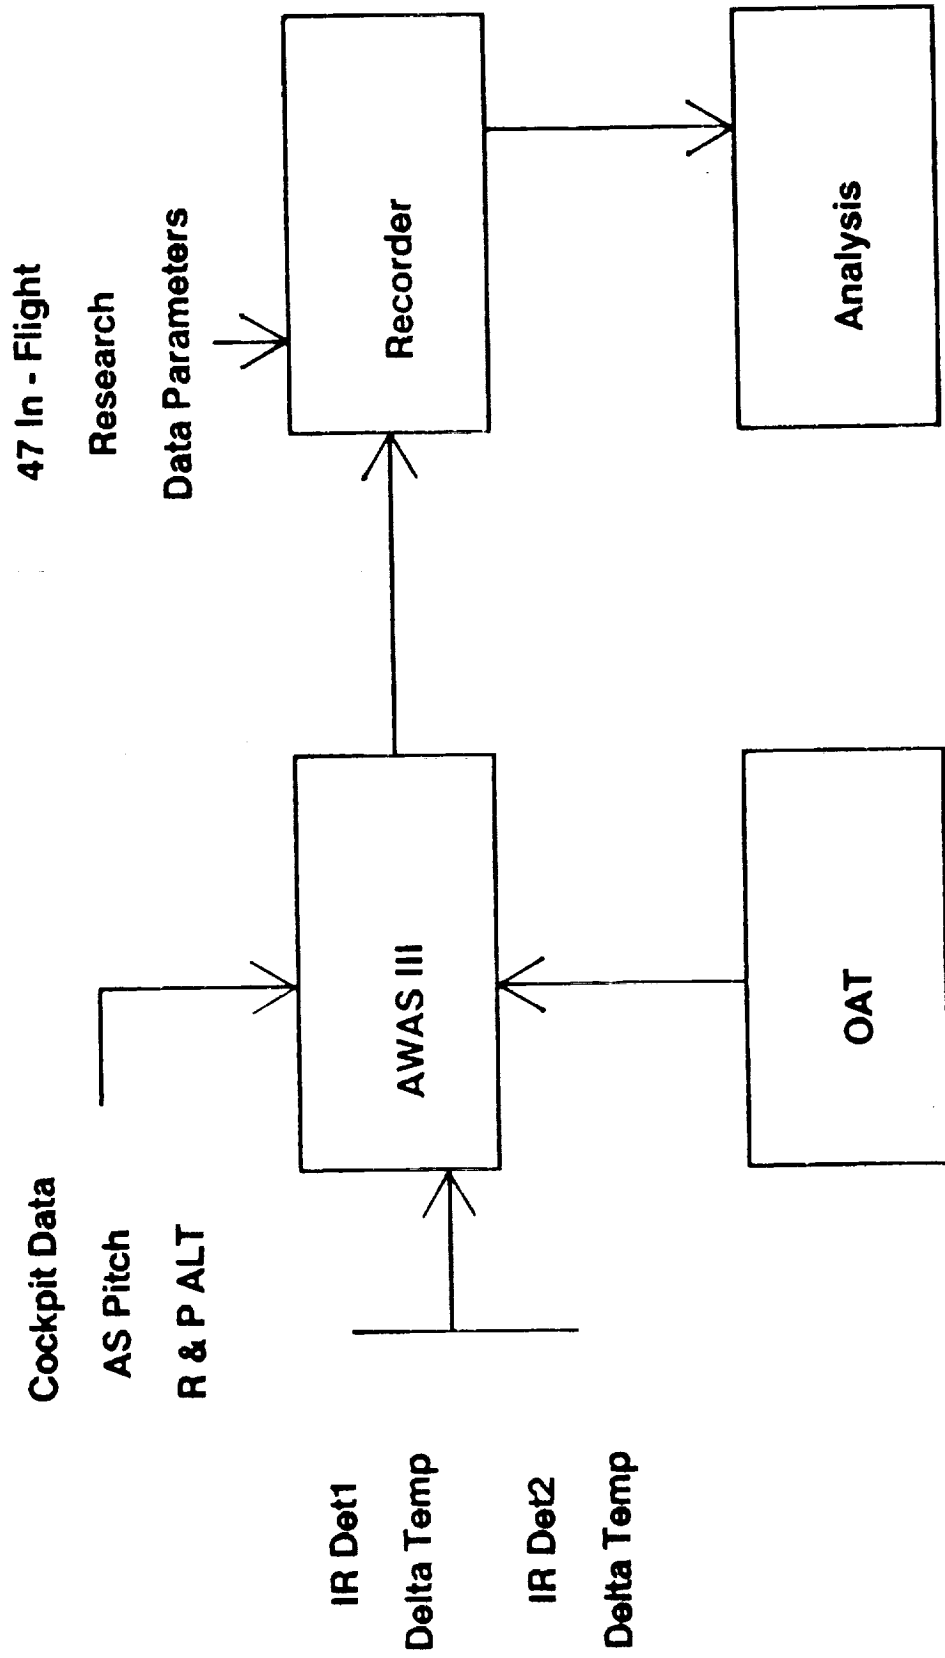 Cockpit Data
AS Pitch
R & P ALT
47 In - Flight
Research
Data Parameters
IR Det1
Delta Temp
IR Det2
Delta Temp
AWAS III
Recorder
OAT
Analysis